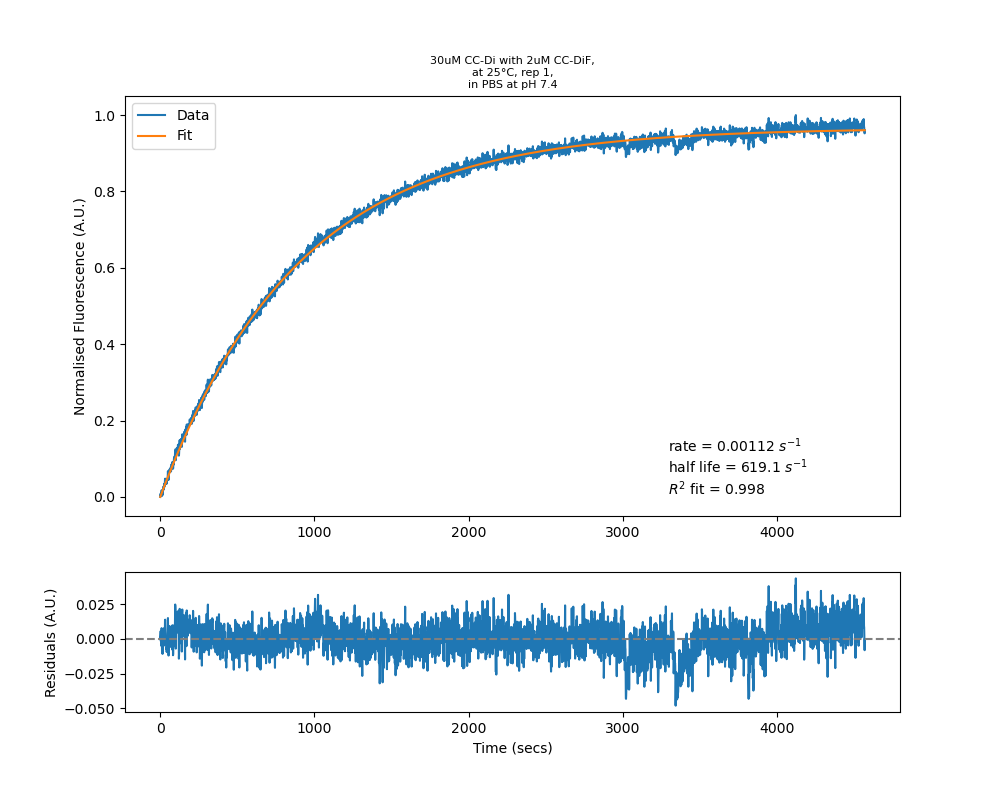 30uM CC-Di with 2uM CC-DiF,
at 25°C, rep 1,
in PBS at pH 7.4
Data
Fit
Normalised Fluorescence (A.U.)
1.0
0.8
0.6
0.4
0.2
0.0
rate = 0.00112 s⁻¹
half life = 619.1 s⁻¹
R² fit = 0.998
0 1000 2000 3000 4000
Residuals (A.U.)
0.025
0.000
−0.025
−0.050
0 1000 2000 3000 4000
Time (secs)